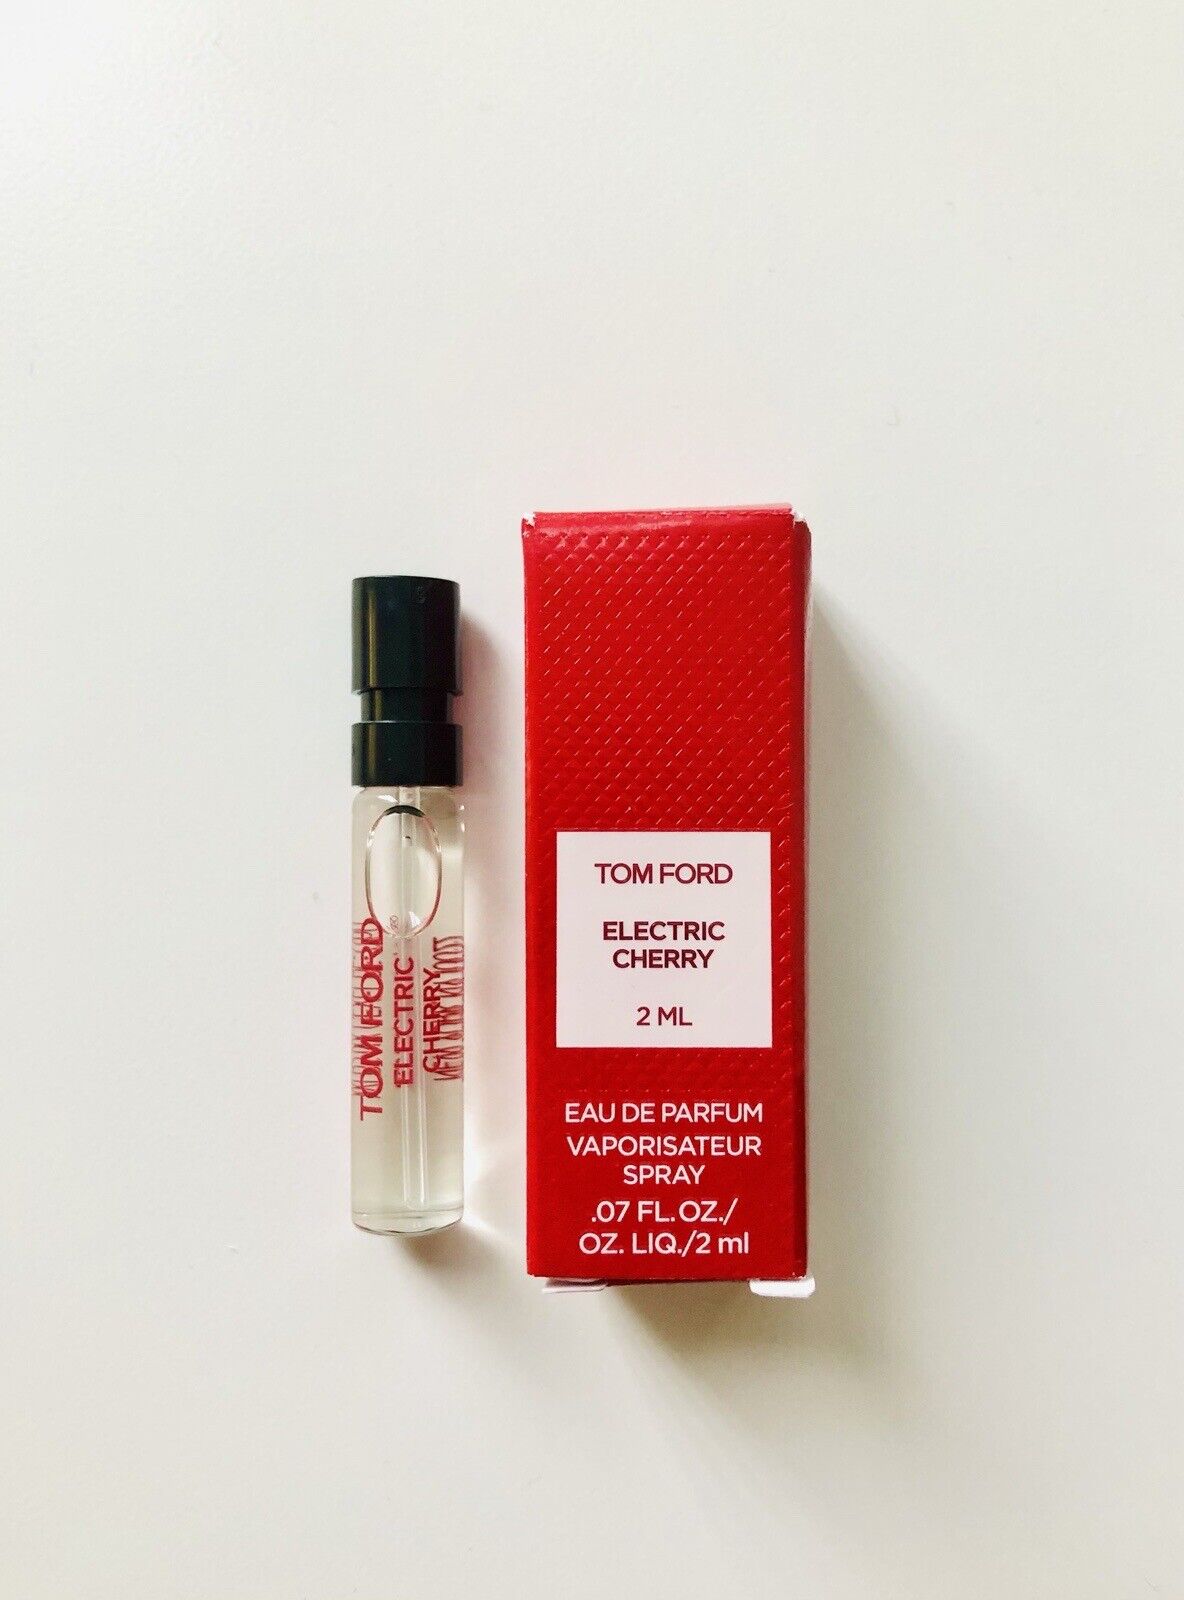 TOM FORD
ELECTRIC
CHERRY
TOM FORD
ELECTRIC
CHERRY
2 ML
EAU DE PARFUM
VAPORISATEUR
SPRAY
.07 FL. OZ./
OZ. LIQ./2 ml